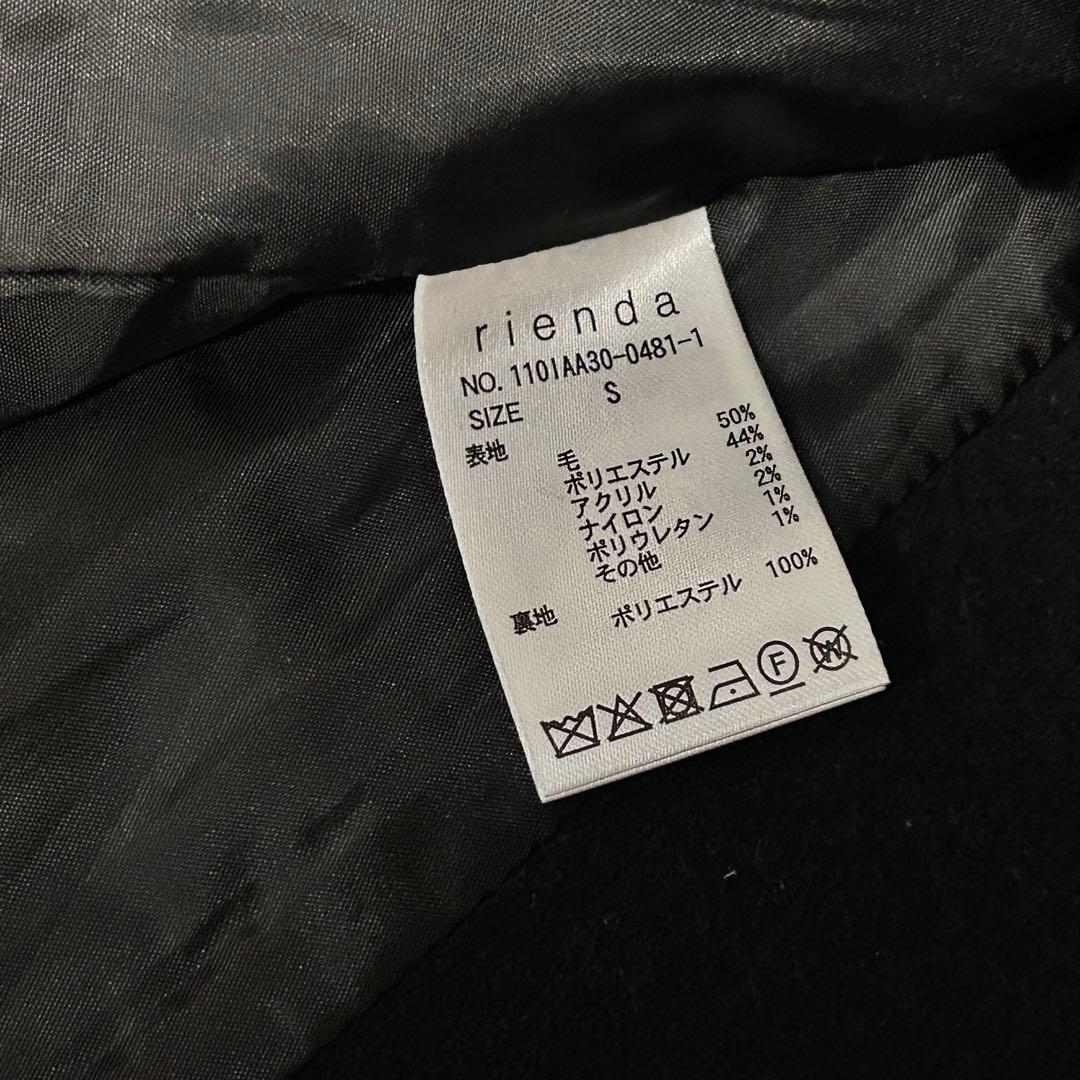 rienda
NO. 110IAA30-0481-1
SIZE S
表地 毛 50%
ポリエステル 44%
アクリル 2%
ナイロン 2%
ポリウレタン 1%
その他 1%
裏地 ポリエステル 100%
F W